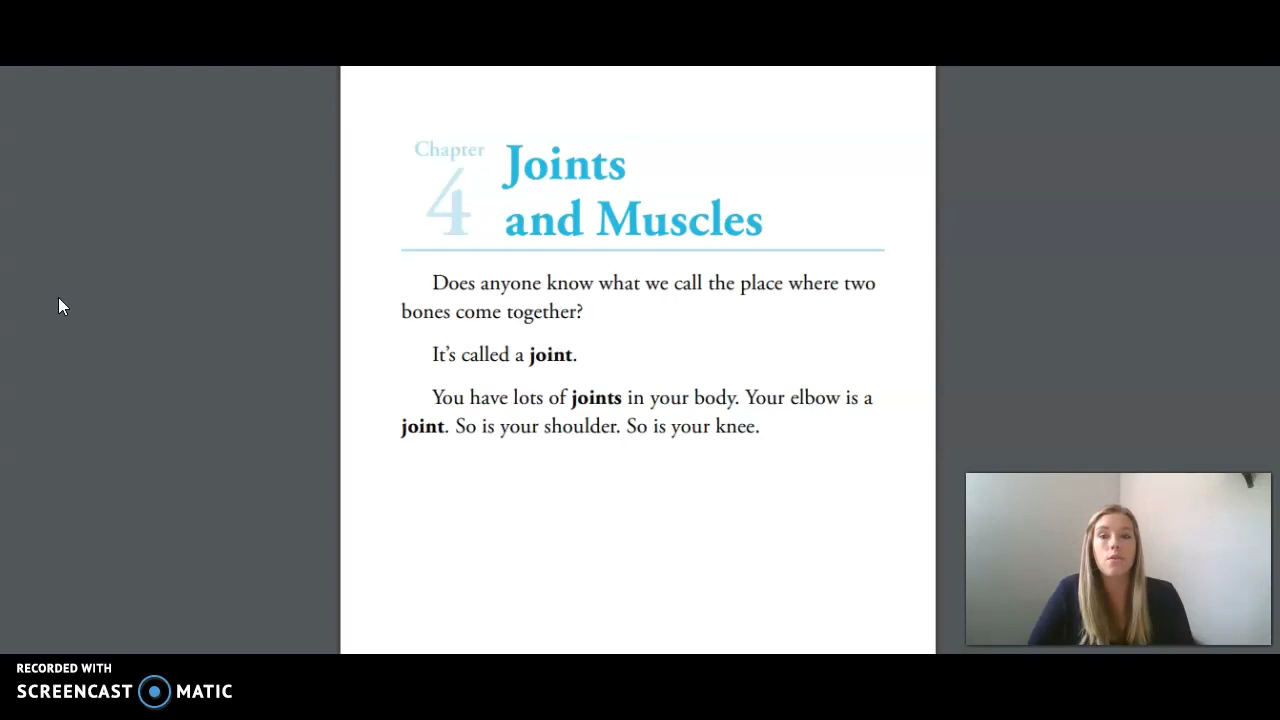 Chapter
4
Joints
and Muscles
Does anyone know what we call the place where two
bones come together?
It's called a joint.
You have lots of joints in your body. Your elbow is a
joint. So is your shoulder. So is your knee.
RECORDED WITH
SCREENCAST MATIC